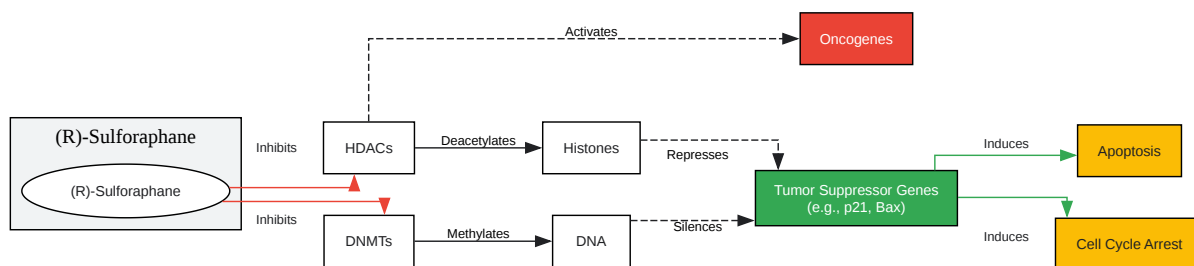 Activates
Oncogenes
(R)-Sulforaphane
Inhibits
HDACs
Deacetylates
Histones
Represses
Induces
Apoptosis
(R)-Sulforaphane
Tumor Suppressor Genes
(e.g., p21, Bax)
Inhibits
DNMTs
Methylates
DNA
Silences
Induces
Cell Cycle Arrest